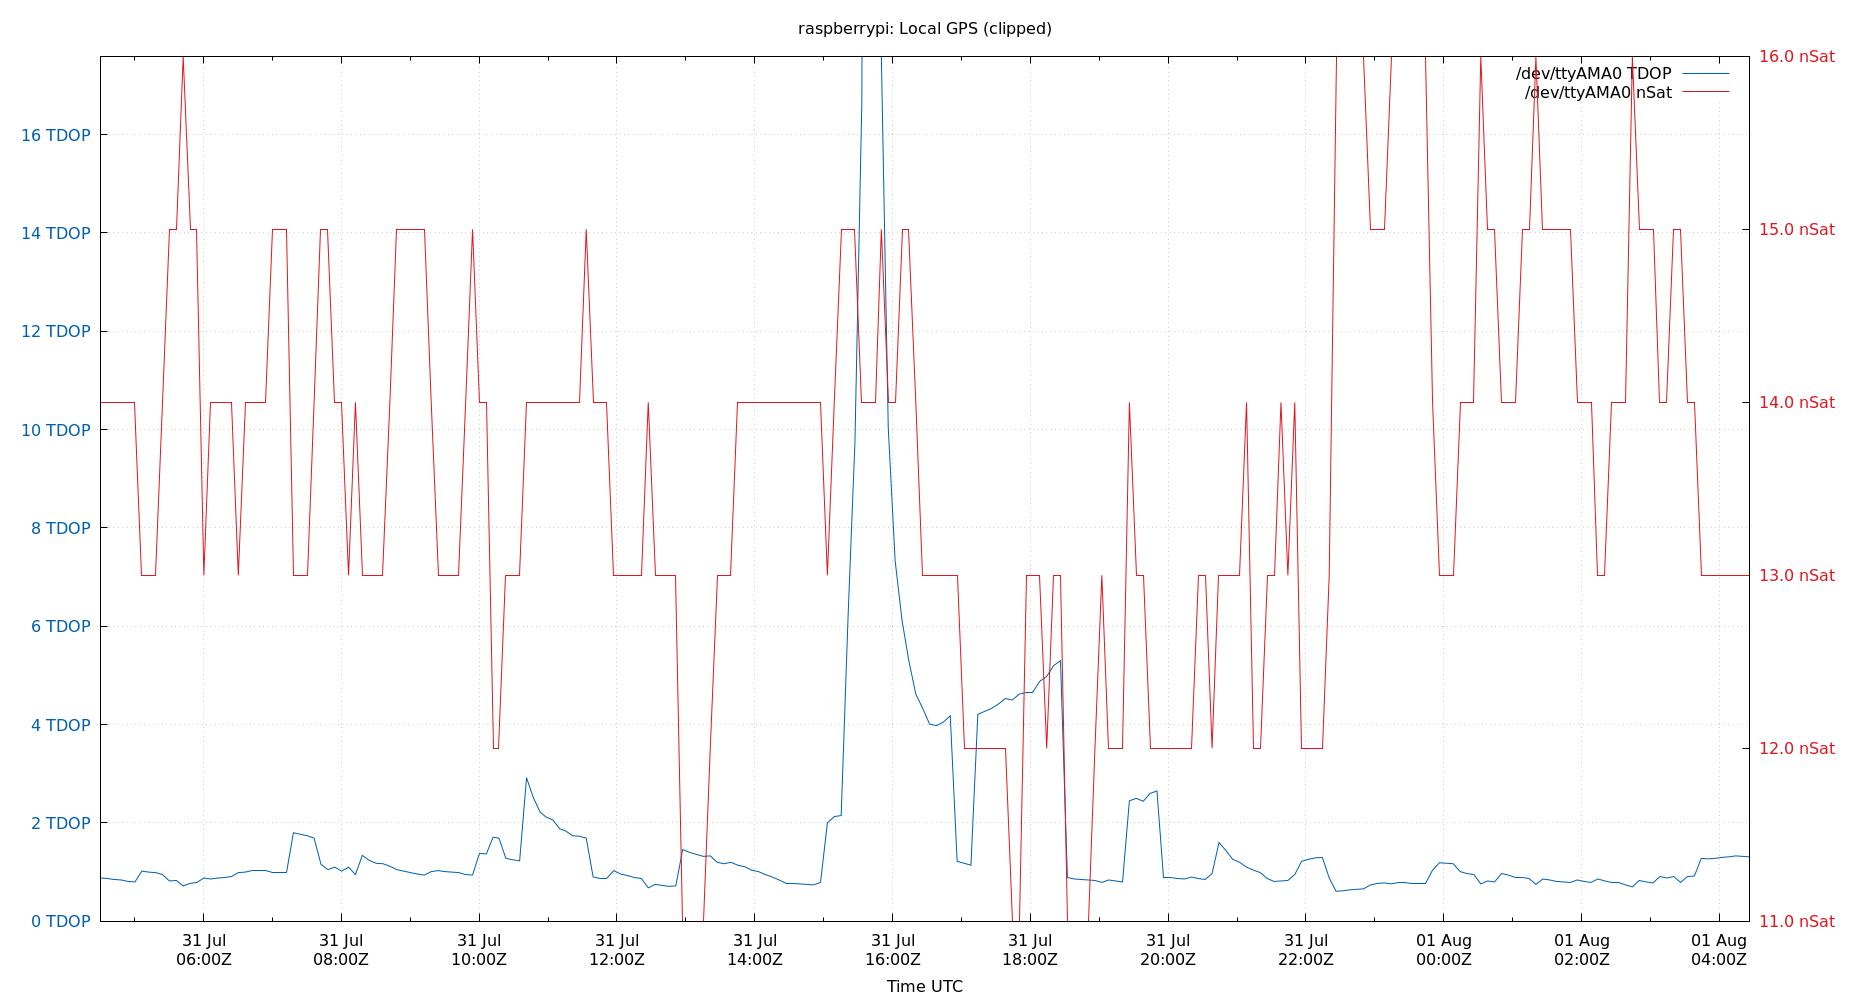 raspberrypi: Local GPS (clipped)
16.0 nSat
/dev/ttyAMA0 TDOP
/dev/ttyAMA0 nSat
16 TDOP
15.0 nSat
14 TDOP
12 TDOP
14.0 nSat
10 TDOP
8 TDOP
13.0 nSat
6 TDOP
4 TDOP
12.0 nSat
2 TDOP
0 TDOP
11.0 nSat
31 Jul 31 Jul 31 Jul 31 Jul 31 Jul 31 Jul 31 Jul 31 Jul 31 Jul 01 Aug 01 Aug 01 Aug
06:00Z 08:00Z 10:00Z 12:00Z 14:00Z 16:00Z 18:00Z 20:00Z 22:00Z 00:00Z 02:00Z 04:00Z
Time UTC